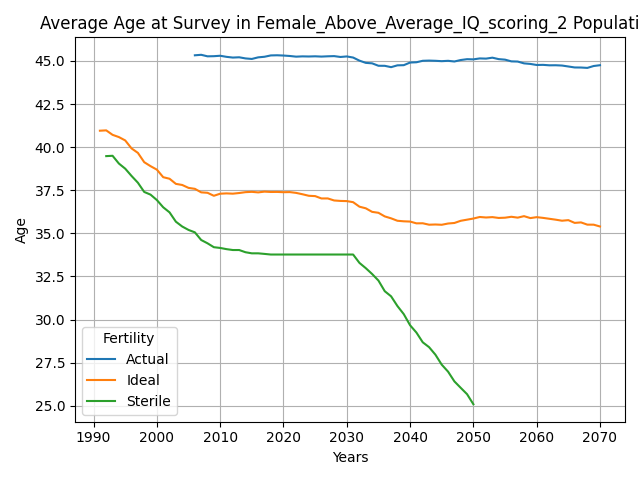 Average Age at Survey in Female_Above_Average_IQ_scoring_2 Populati
45.0
42.5
40.0
37.5
35.0
32.5
30.0
27.5
25.0
Age
Fertility
Actual
Ideal
Sterile
1990 2000 2010 2020 2030 2040 2050 2060 2070
Years